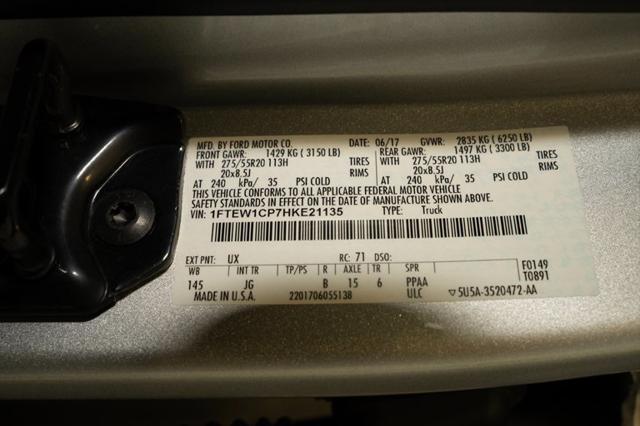 MFD. BY FORD MOTOR CO. DATE: 06/17 GVWR: 2835 KG ( 6250 LB)
FRONT GAWR: 1429 KG ( 3150 LB) REAR GAWR: 1497 KG ( 3300 LB)
WITH 275/55R20 113H TIRES WITH 275/55R20 113H TIRES
20x8.5J RIMS 20x8.5J RIMS
AT 240 kPa/ 35 PSI COLD AT 240 kPa/ 35 PSI COLD
THIS VEHICLE CONFORMS TO ALL APPLICABLE FEDERAL MOTOR VEHICLE
SAFETY STANDARDS IN EFFECT ON THE DATE OF MANUFACTURE SHOWN ABOVE
VIN: 1FTEW1CP7HKE21135 TYPE: Truck
EXT PNT: UX RC: 71 DSO:
WB INT TR TP/PS R AXLE TR SPR F0149
145 JG B 15 6 PPAA T0891
MADE IN U.S.A. 2201706055138 ULC ▽5U5A-3520472-AA